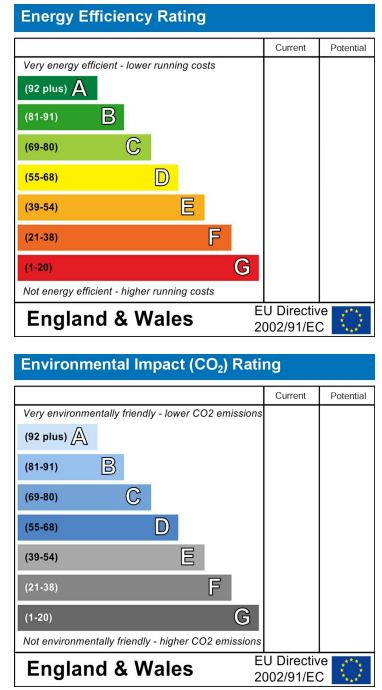 Energy Efficiency Rating
Current Potential
Very energy efficient - lower running costs
(92 plus) A
(81-91) B
(69-80) C
(55-68) D
(39-54) E
(21-38) F
(1-20) G
Not energy efficient - higher running costs
England & Wales
EU Directive
2002/91/EC
Environmental Impact (CO₂) Rating
Current Potential
Very environmentally friendly - lower CO2 emissions
(92 plus) A
(81-91) B
(69-80) C
(55-68) D
(39-54) E
(21-38) F
(1-20) G
Not environmentally friendly - higher CO2 emissions
England & Wales
EU Directive
2002/91/EC